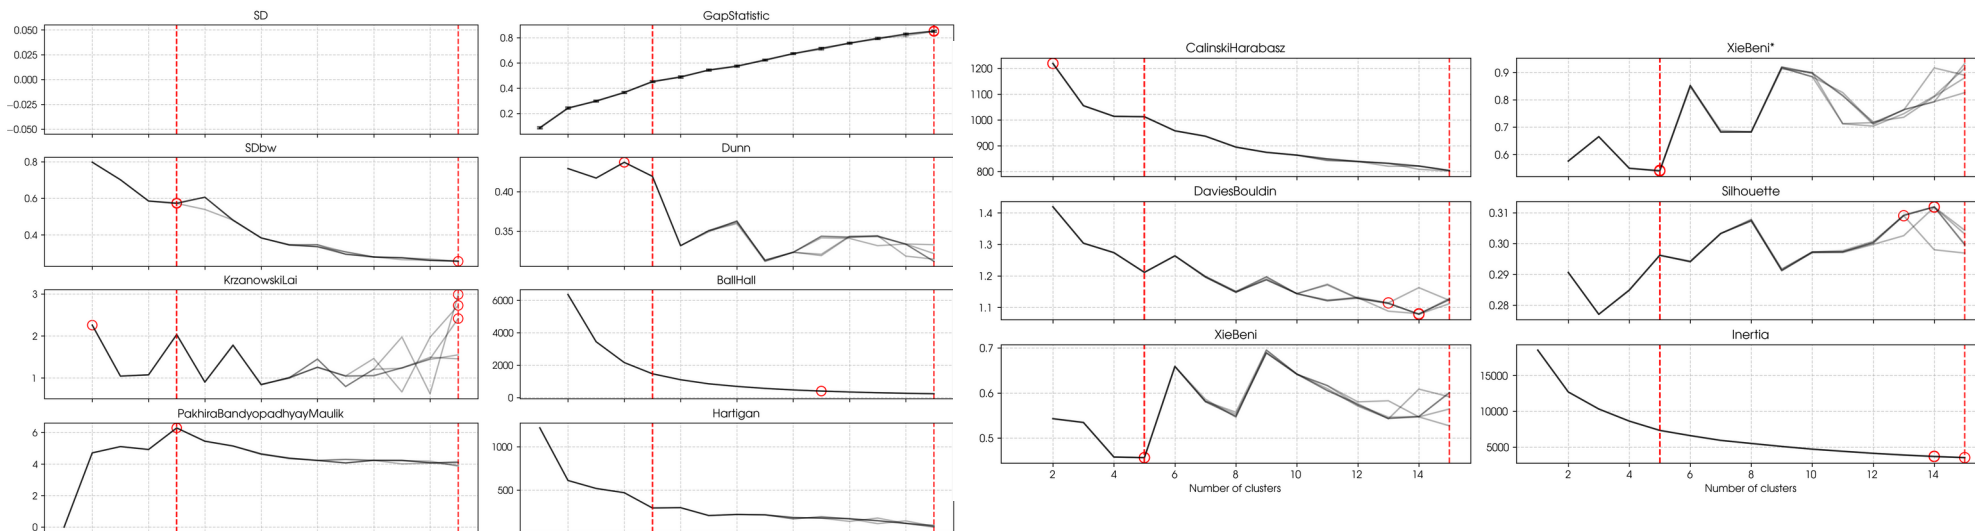 SD
0.050
0.025
0.000
−0.025
−0.050
SDbw
0.8
0.6
0.4
KrzanowskiLai
3
2
1
PakhiraBandyopadhyayMaulik
6
4
2
0
GapStatistic
0.8
0.6
0.4
0.2
Dunn
0.40
0.35
BallHall
6000
4000
2000
0
Hartigan
1000
500
CalinskiHarabasz
1200
1100
1000
900
800
DaviesBouldin
1.4
1.3
1.2
1.1
XieBeni
0.7
0.6
0.5
2 4 6 8 10 12 14
Number of clusters
XieBeni*
0.9
0.8
0.7
0.6
Silhouette
0.31
0.30
0.29
0.28
Inertia
15000
10000
5000
2 4 6 8 10 12 14
Number of clusters